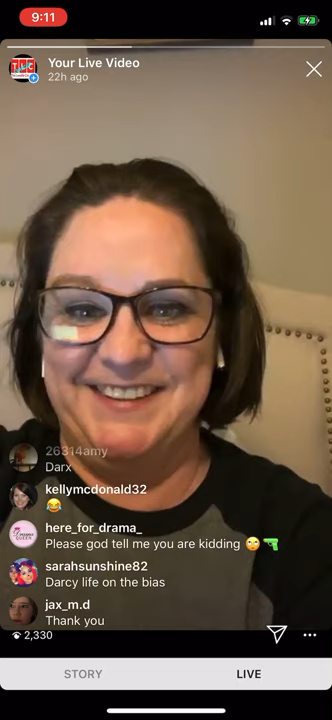 9:11
Your Live Video
22h ago
26314amy
Darx
kellymcdonald32
😂
here_for_drama_
Please god tell me you are kidding 🙄🔫
sarahsunshine82
Darcy life on the bias
jax_m.d
Thank you
2,330
STORY
LIVE